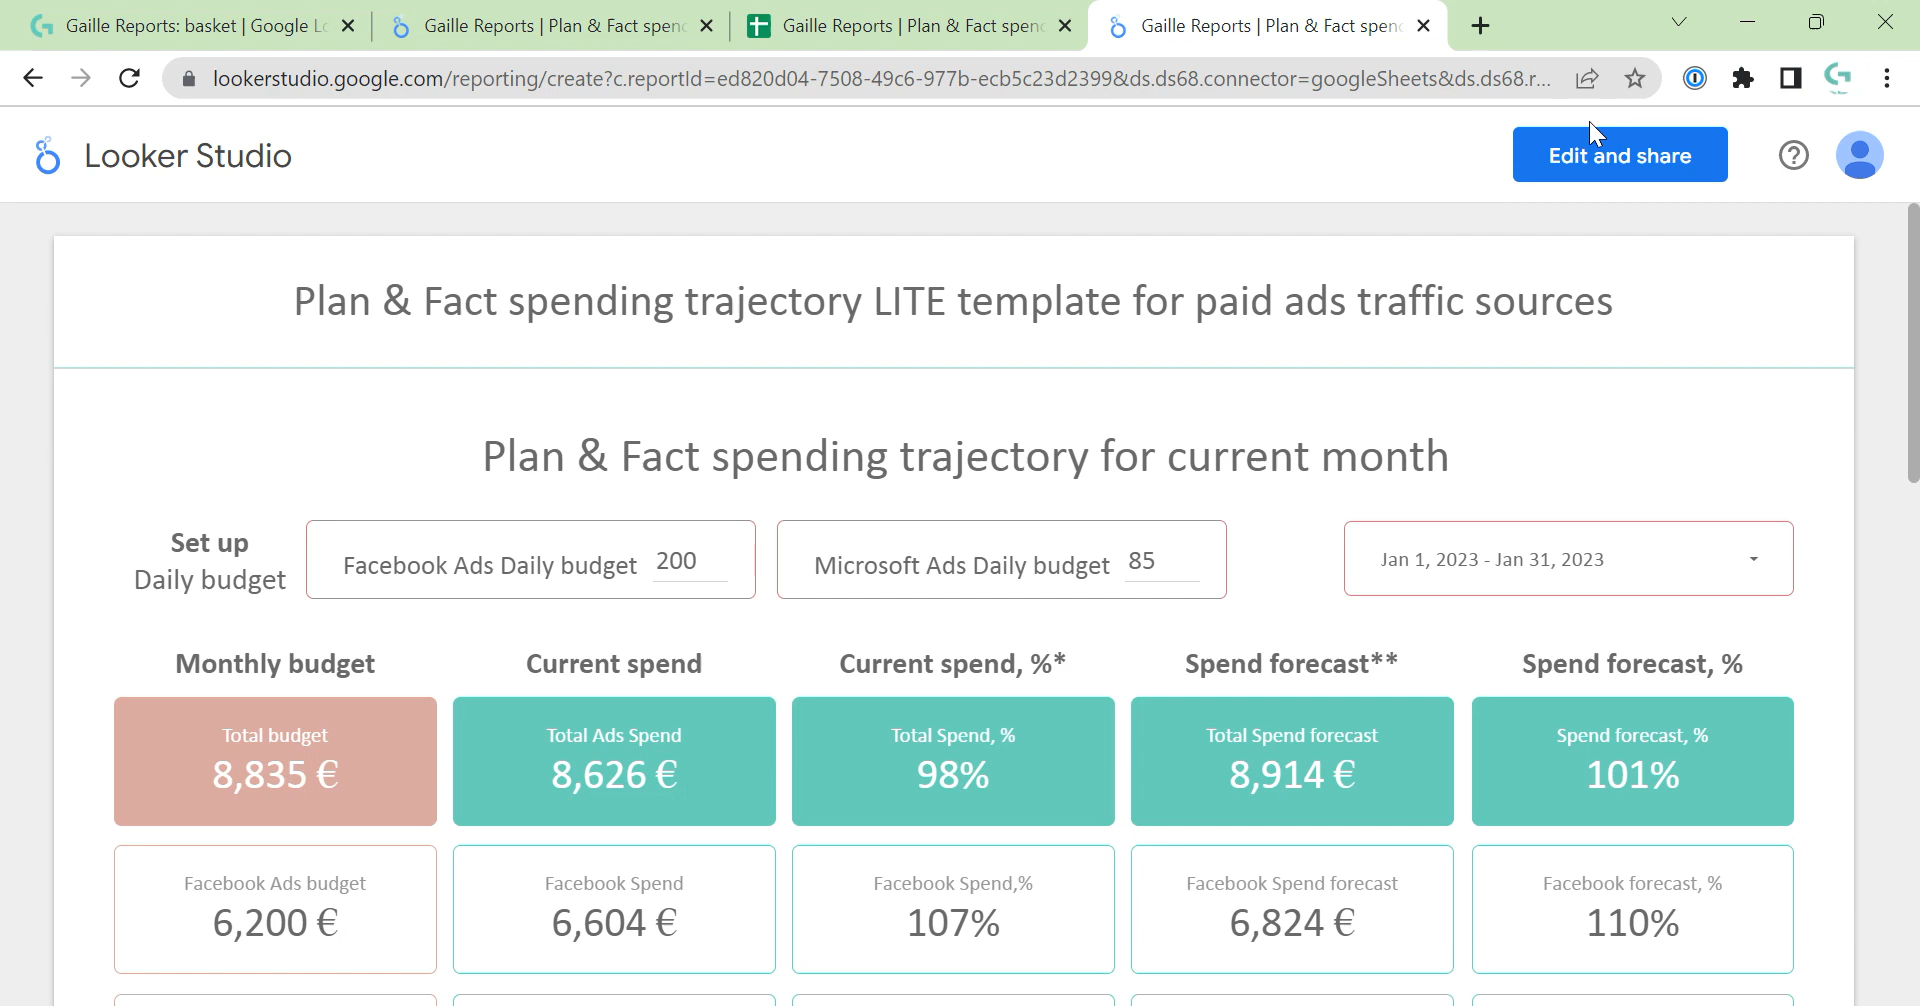 Gaille Reports: basket | Google Lo
Gaille Reports | Plan & Fact spend
Gaille Reports | Plan & Fact spend
Gaille Reports | Plan & Fact spend
lookerstudio.google.com/reporting/create?c.reportId=ed820d04-7508-49c6-977b-ecb5c23d2399&ds.ds68.connector=googleSheets&ds.ds68.r...
Looker Studio
Edit and share
Plan & Fact spending trajectory LITE template for paid ads traffic sources
Plan & Fact spending trajectory for current month
Set up
Daily budget
Facebook Ads Daily budget 200
Microsoft Ads Daily budget 85
Jan 1, 2023 - Jan 31, 2023
Monthly budget
Current spend
Current spend, %*
Spend forecast**
Spend forecast, %
Total budget
8,835 €
Total Ads Spend
8,626 €
Total Spend, %
98%
Total Spend forecast
8,914 €
Spend forecast, %
101%
Facebook Ads budget
6,200 €
Facebook Spend
6,604 €
Facebook Spend,%
107%
Facebook Spend forecast
6,824 €
Facebook forecast, %
110%